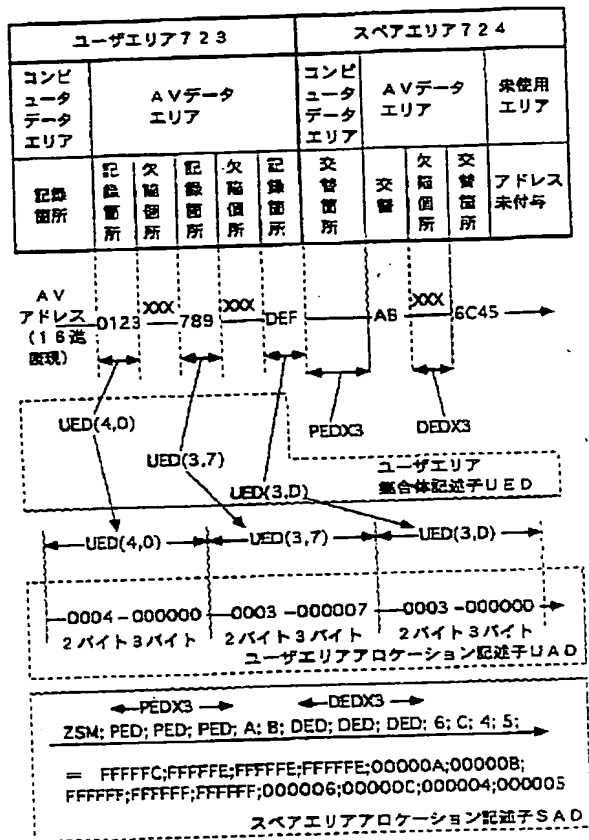 ユーザエリア723
スペアエリア724
コンピュータデータエリア
AVデータエリア
コンピュータデータエリア
AVデータエリア
未使用エリア
記録箇所
記録箇所
欠陥個所
記録箇所
欠陥個所
記録箇所
交替箇所
交替
欠陥個所
交替箇所
アドレス未付与
AVアドレス(16進表現)
0123 XXX 789 XXX DEF AB XXX 6C45
UED(4,0)
UED(3,7)
UED(3,D)
PEDX3
DEDX3
ユーザエリア
集合体記述子UED
UED(4,0) UED(3,7) UED(3,D)
0004-000000 0003-000007 0003-000000
2バイト3バイト 2バイト3バイト 2バイト3バイト
ユーザエリアアロケーション記述子UAD
PEDX3 DEDX3
ZSM; PED; PED; PED; A; B; DED; DED; DED; 6; C; 4; 5;
= FFFFFC;FFFFFE;FFFFFE;FFFFFE;00000A;00000B;
FFFFFF;FFFFFF;FFFFFF;000006;00000C;000004;000005
スペアエリアアロケーション記述子SAD